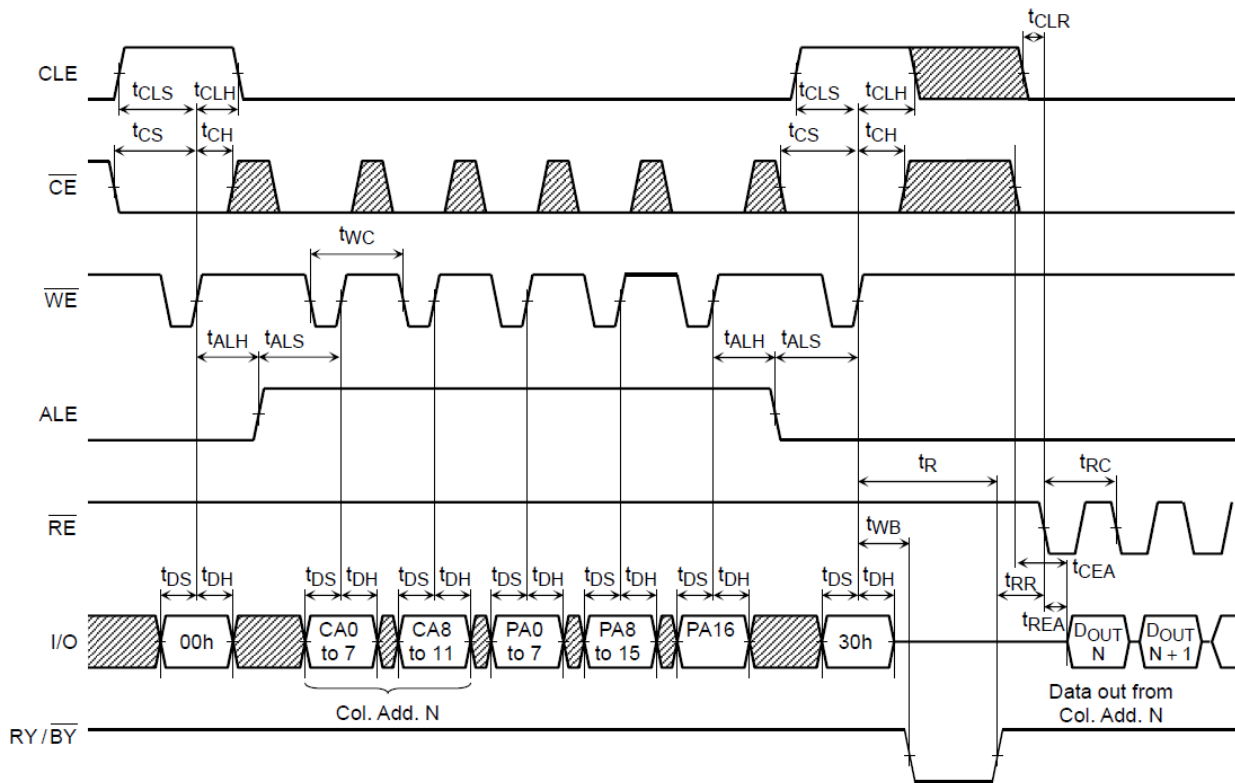 tCLR
CLE
tCLS tCLH tCLS tCLH
tCS tCH tCS tCH
CE
tWC
WE
tALH tALS tALH tALS
ALE
tR tRC
RE
tWB
tCEA
tDS tDH tDS tDH tDS tDH tDS tDH tDS tDH tDS tDH tDS tDH tRR
tREA
I/O
00h
CA0
to 7
CA8
to 11
PA0
to 7
PA8
to 15
PA16
30h
DOUT
N
DOUT
N + 1
Col. Add. N
Data out from
Col. Add. N
RY / BY